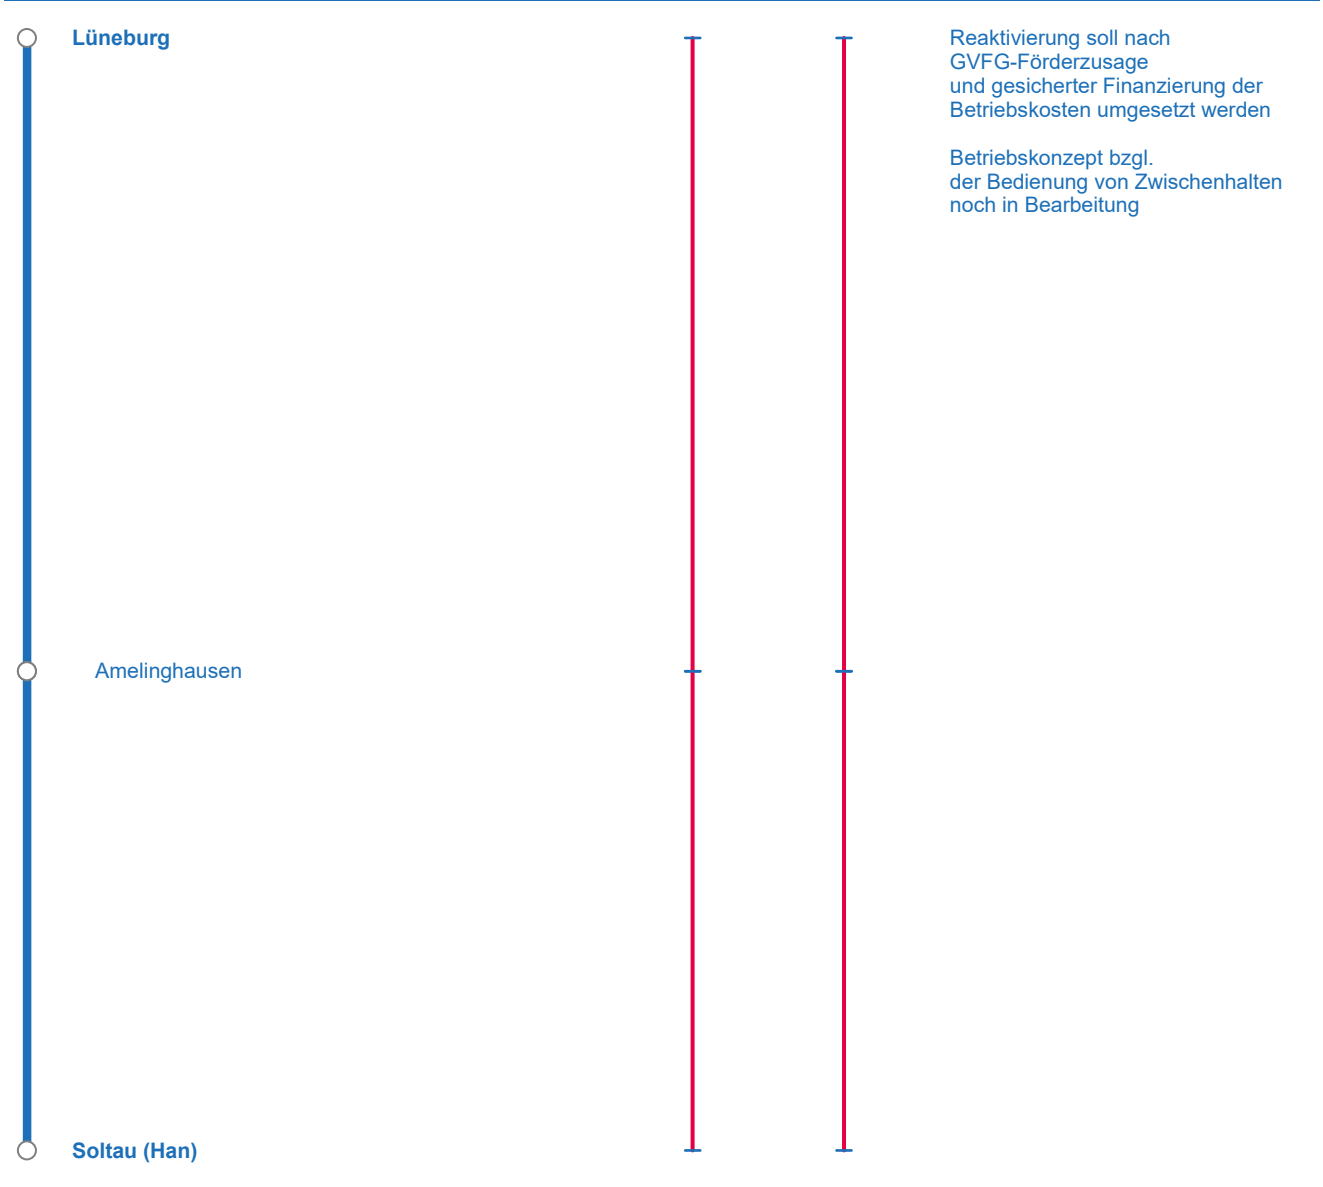 Lüneburg
Reaktivierung soll nach
GVFG-Förderzusage
und gesicherter Finanzierung der
Betriebskosten umgesetzt werden
Betriebskonzept bzgl.
der Bedienung von Zwischenhalten
noch in Bearbeitung
Amelinghausen
Soltau (Han)